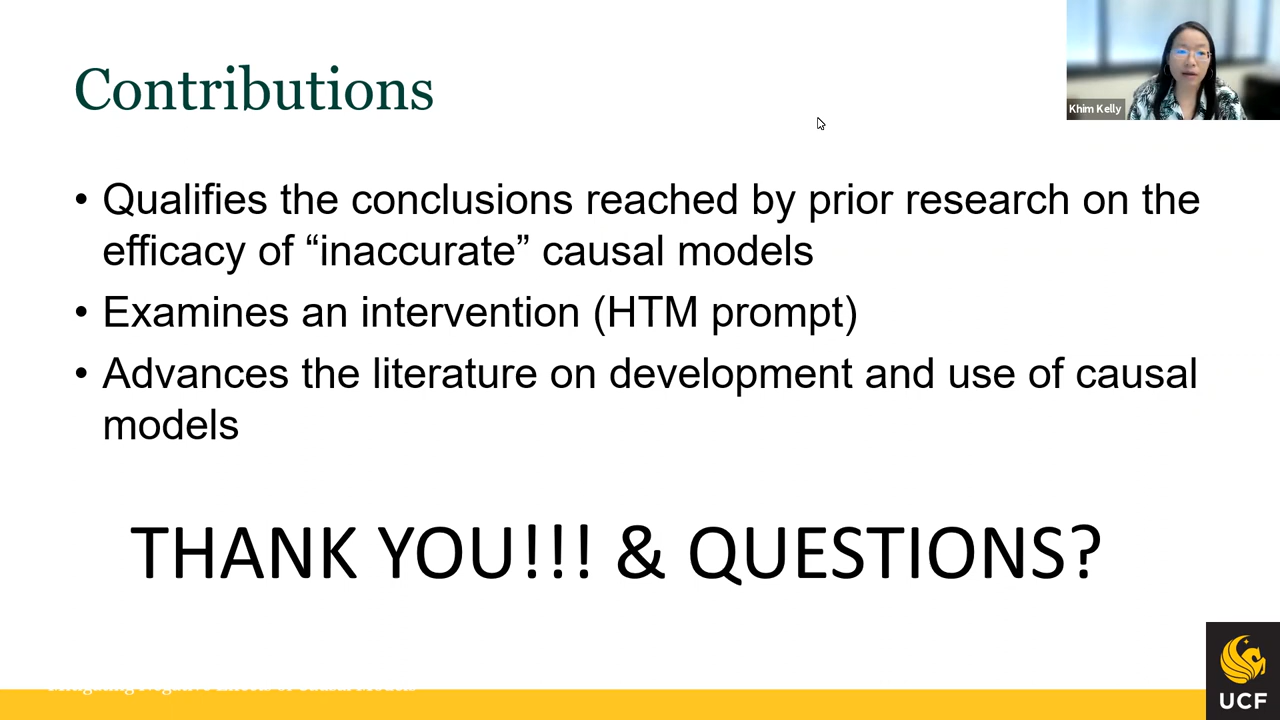 Contributions
Khim Kelly
• Qualifies the conclusions reached by prior research on the
efficacy of “inaccurate” causal models
• Examines an intervention (HTM prompt)
• Advances the literature on development and use of causal
models
THANK YOU!!! & QUESTIONS?
UCF